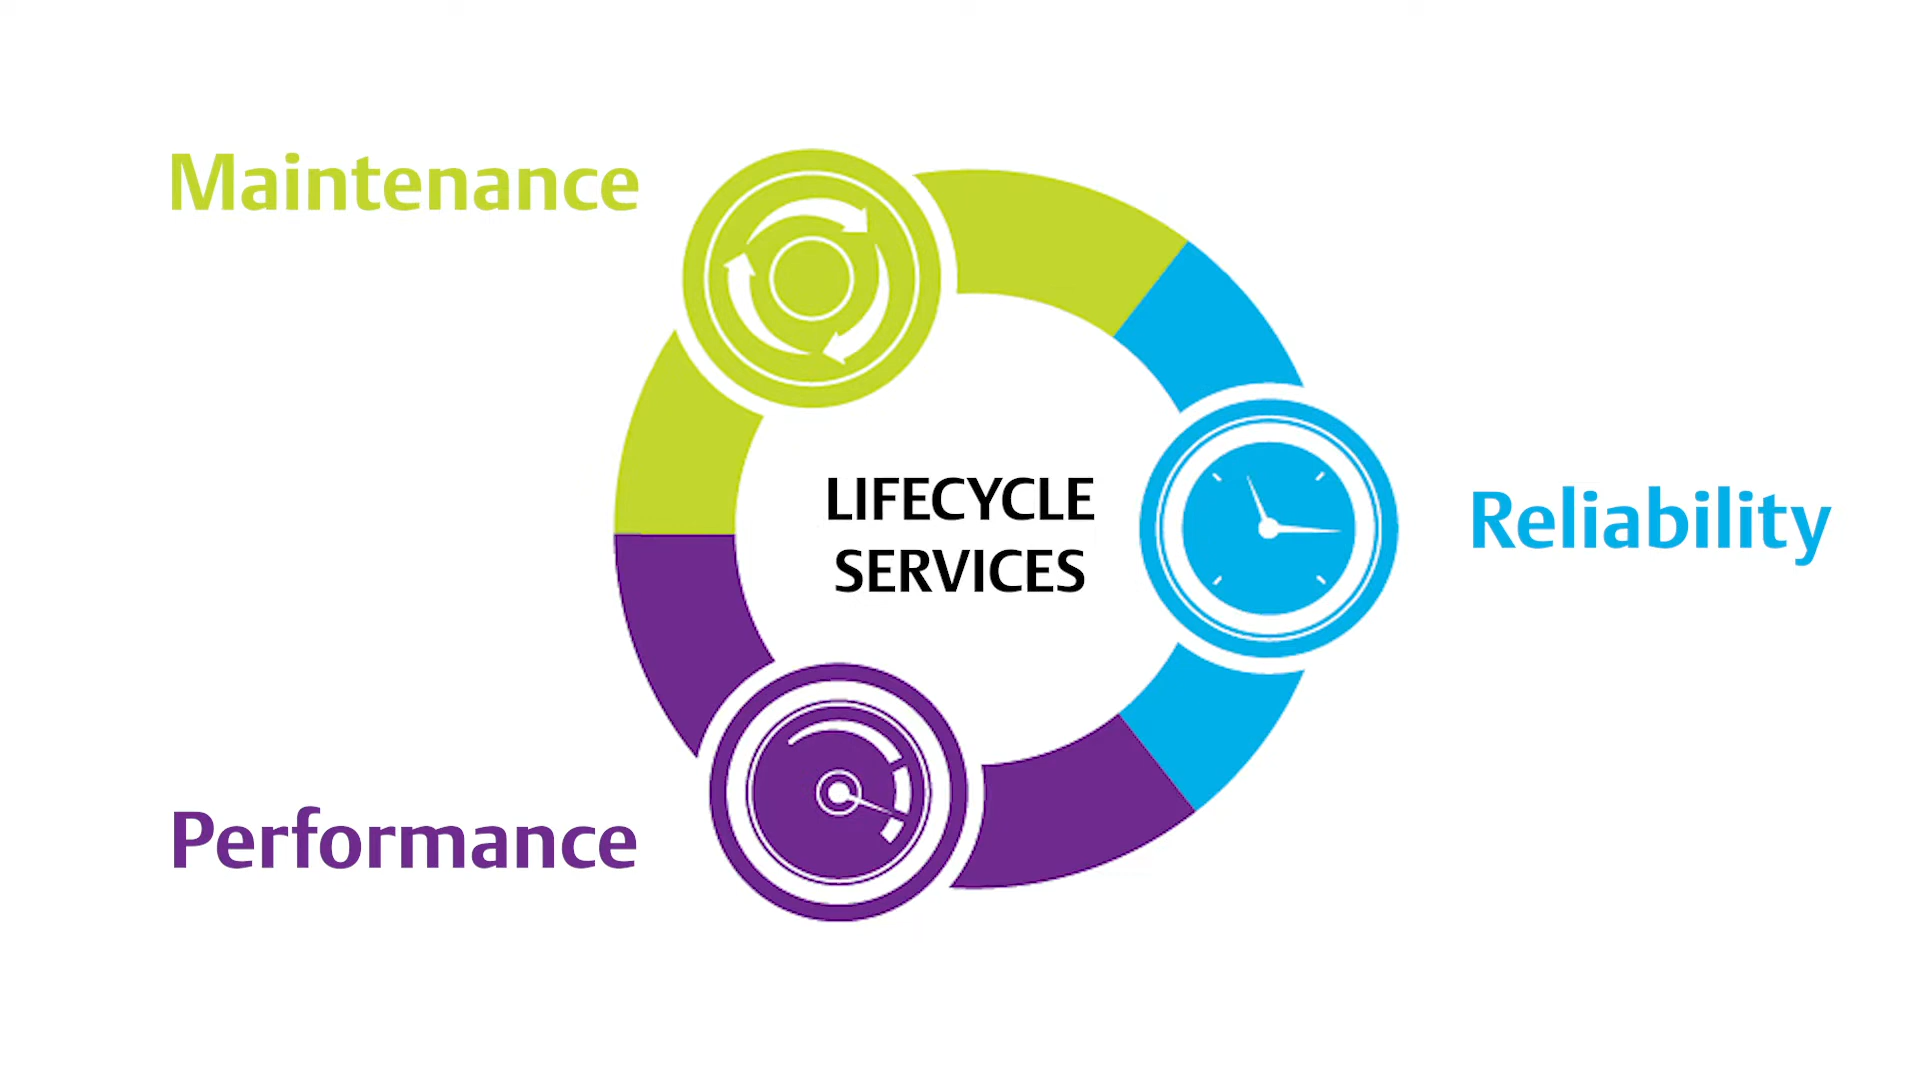 Maintenance
LIFECYCLE
SERVICES
Reliability
Performance